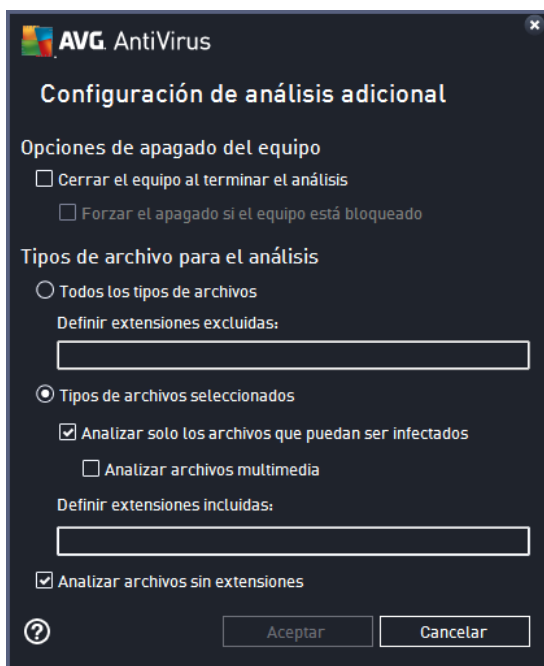 AVG. AntiVirus
Configuración de análisis adicional
Opciones de apagado del equipo
Cerrar el equipo al terminar el análisis
Forzar el apagado si el equipo está bloqueado
Tipos de archivo para el análisis
Todos los tipos de archivos
Definir extensiones excluidas:
Tipos de archivos seleccionados
Analizar solo los archivos que puedan ser infectados
Analizar archivos multimedia
Definir extensiones incluidas:
Analizar archivos sin extensiones
? Aceptar Cancelar